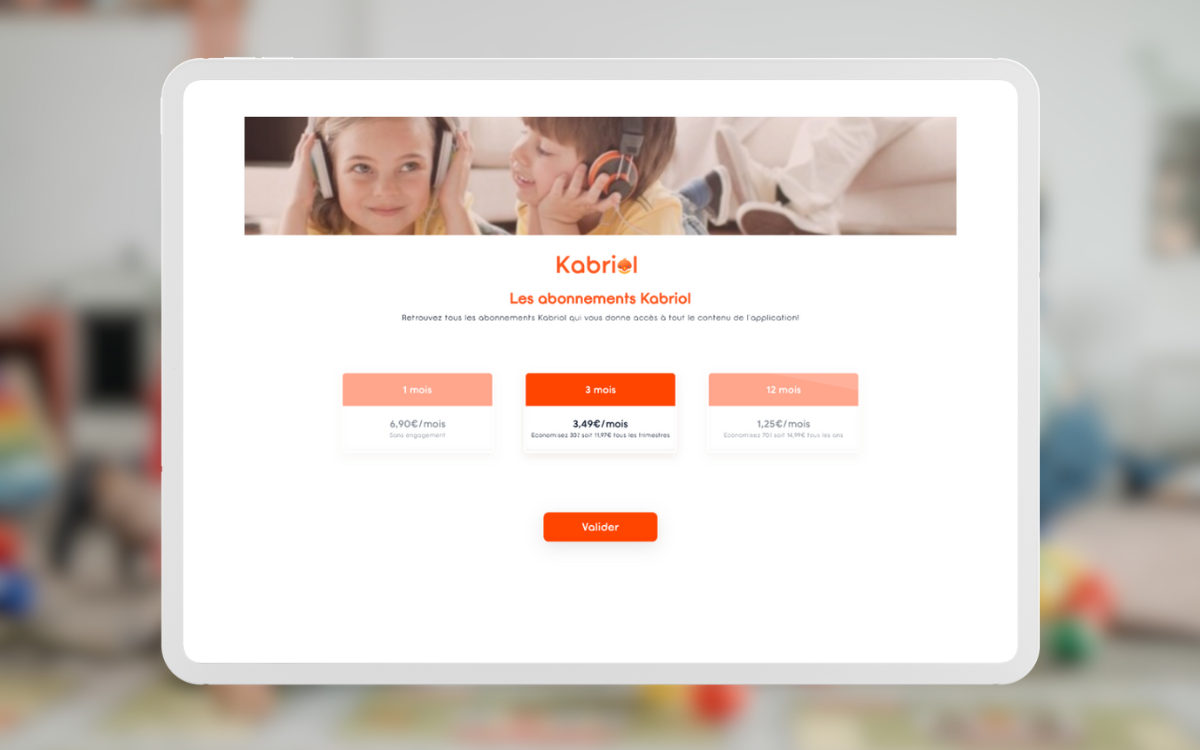 Kabriol
Les abonnements Kabriol
Retrouvez tous les abonnements Kabriol qui vous donne accès à tout le contenu de l'application!
1 mois
6,90€/mois
Sans engagement
3 mois
3,49€/mois
Economisez 30% soit 11,97€ tous les trimestres
12 mois
1,25€/mois
Economisez 70% soit 14,99€ tous les ans
Valider